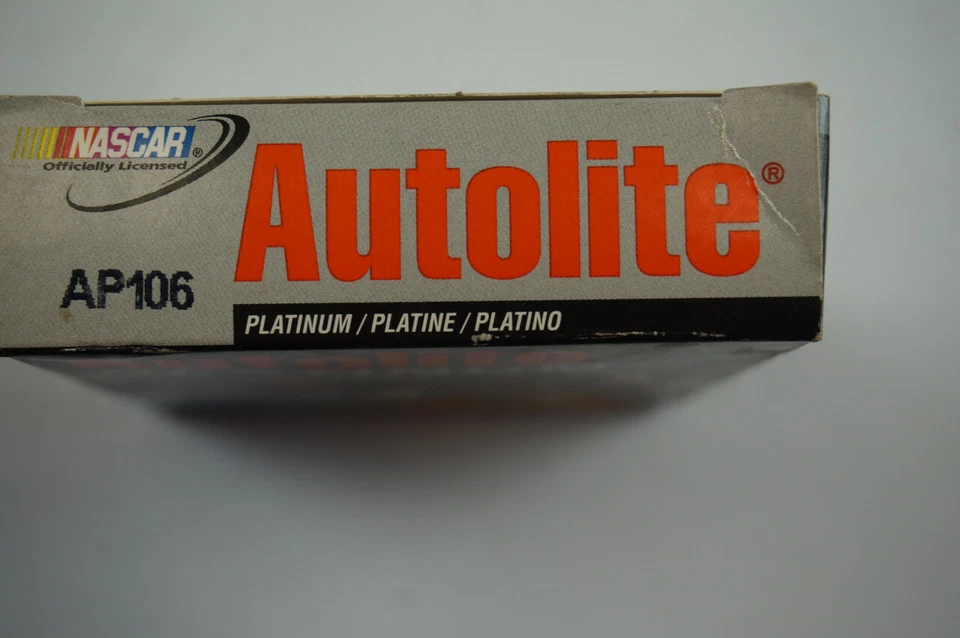 NASCAR®
Officially Licensed
Autolite®
AP106
PLATINUM / PLATINE / PLATINO